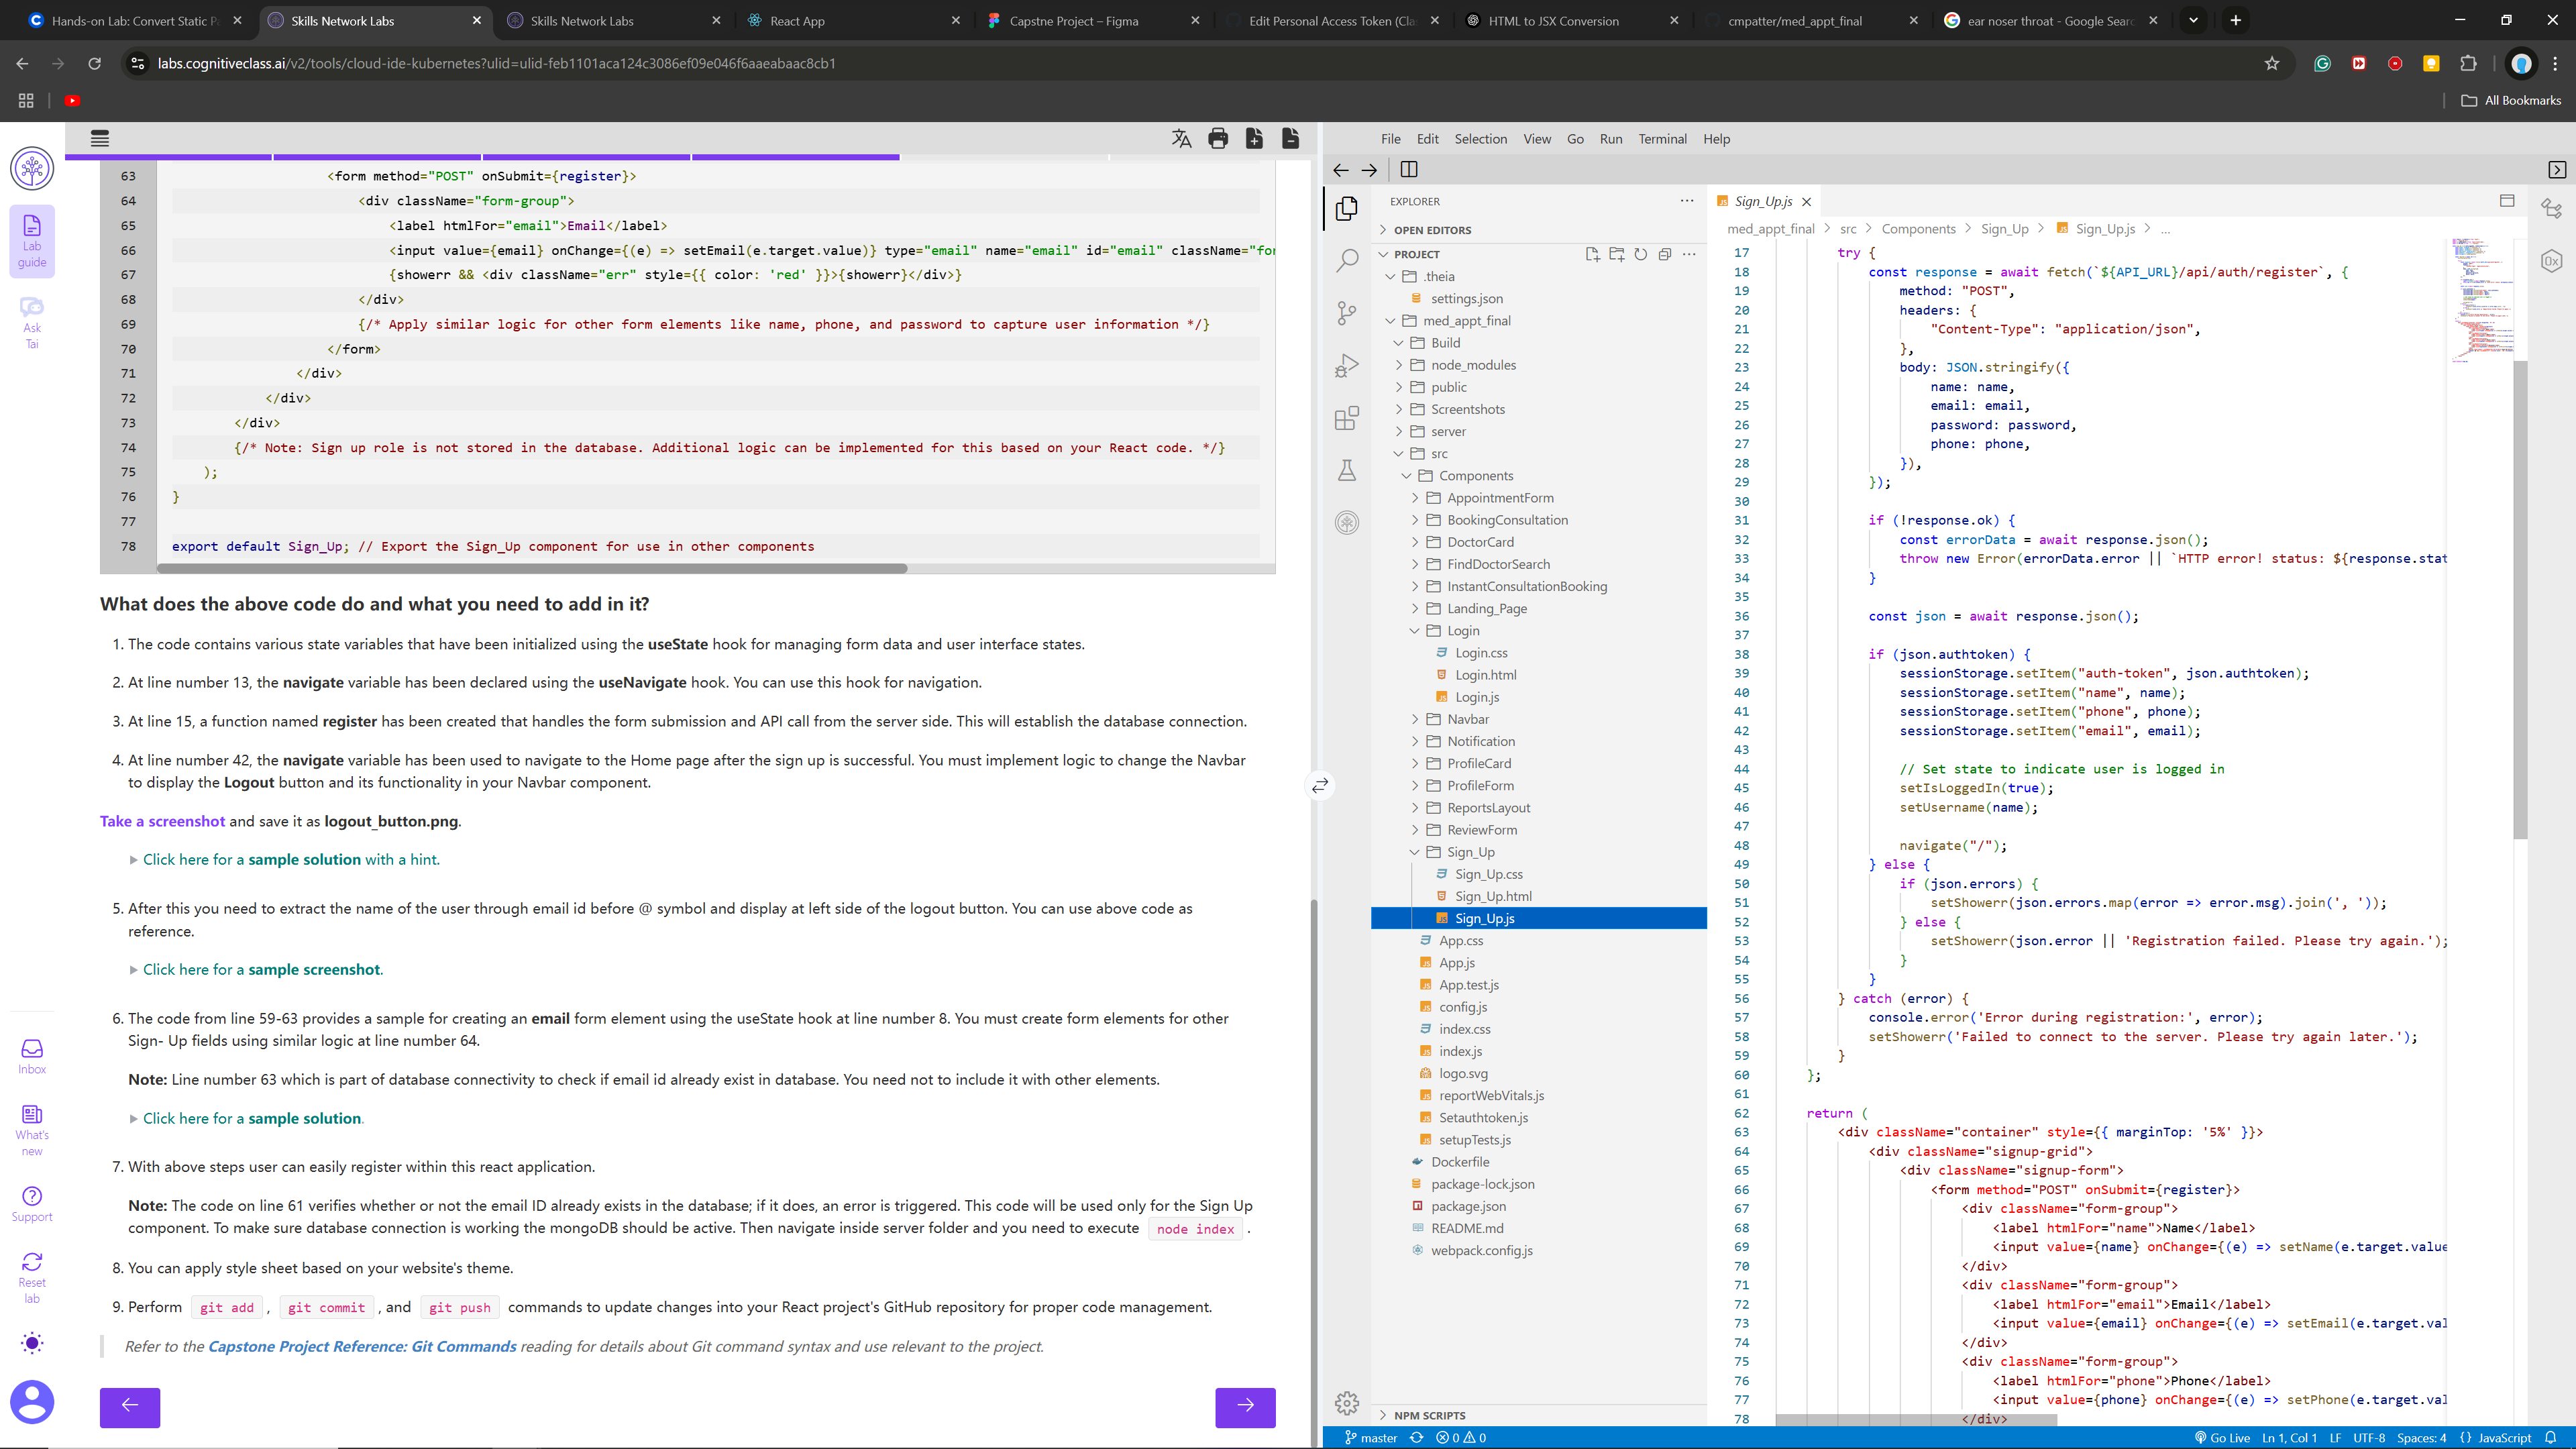 Hands-on Lab: Convert Static Pa
Skills Network Labs
Skills Network Labs
React App
Capstne Project – Figma
Edit Personal Access Token (Clas
HTML to JSX Conversion
cmpatter/med_appt_final
ear noser throat - Google Searc
labs.cognitiveclass.ai/v2/tools/cloud-ide-kubernetes?ulid=ulid-feb1101aca124c3086ef09e046f6aaeabaac8cb1
All Bookmarks
Lab guide
Ask Tai
Inbox
What's new
Support
Reset lab
63 <form method="POST" onSubmit={register}>
64 <div className="form-group">
65 <label htmlFor="email">Email</label>
66 <input value={email} onChange={(e) => setEmail(e.target.value)} type="email" name="email" id="email" className="for
67 {showerr && <div className="err" style={{ color: 'red' }}>{showerr}</div>}
68 </div>
69 {/* Apply similar logic for other form elements like name, phone, and password to capture user information */}
70 </form>
71 </div>
72 </div>
73 </div>
74 {/* Note: Sign up role is not stored in the database. Additional logic can be implemented for this based on your React code. */}
75 );
76 }
77
78 export default Sign_Up; // Export the Sign_Up component for use in other components
What does the above code do and what you need to add in it?
1. The code contains various state variables that have been initialized using the useState hook for managing form data and user interface states.
2. At line number 13, the navigate variable has been declared using the useNavigate hook. You can use this hook for navigation.
3. At line 15, a function named register has been created that handles the form submission and API call from the server side. This will establish the database connection.
4. At line number 42, the navigate variable has been used to navigate to the Home page after the sign up is successful. You must implement logic to change the Navbar
to display the Logout button and its functionality in your Navbar component.
Take a screenshot and save it as logout_button.png.
Click here for a sample solution with a hint.
5. After this you need to extract the name of the user through email id before @ symbol and display at left side of the logout button. You can use above code as
reference.
Click here for a sample screenshot.
6. The code from line 59-63 provides a sample for creating an email form element using the useState hook at line number 8. You must create form elements for other
Sign- Up fields using similar logic at line number 64.
Note: Line number 63 which is part of database connectivity to check if email id already exist in database. You need not to include it with other elements.
Click here for a sample solution.
7. With above steps user can easily register within this react application.
Note: The code on line 61 verifies whether or not the email ID already exists in the database; if it does, an error is triggered. This code will be used only for the Sign Up
component. To make sure database connection is working the mongoDB should be active. Then navigate inside server folder and you need to execute node index .
8. You can apply style sheet based on your website's theme.
9. Perform git add , git commit , and git push commands to update changes into your React project's GitHub repository for proper code management.
Refer to the Capstone Project Reference: Git Commands reading for details about Git command syntax and use relevant to the project.
File Edit Selection View Go Run Terminal Help
EXPLORER
OPEN EDITORS
PROJECT
.theia
settings.json
med_appt_final
Build
node_modules
public
Screentshots
server
src
Components
AppointmentForm
BookingConsultation
DoctorCard
FindDoctorSearch
InstantConsultationBooking
Landing_Page
Login
Login.css
Login.html
Login.js
Navbar
Notification
ProfileCard
ProfileForm
ReportsLayout
ReviewForm
Sign_Up
Sign_Up.css
Sign_Up.html
Sign_Up.js
App.css
App.js
App.test.js
config.js
index.css
index.js
logo.svg
reportWebVitals.js
Setauthtoken.js
setupTests.js
Dockerfile
package-lock.json
package.json
README.md
webpack.config.js
NPM SCRIPTS
Sign_Up.js
med_appt_final > src > Components > Sign_Up > Sign_Up.js > ...
17 try {
18 const response = await fetch(`${API_URL}/api/auth/register`, {
19 method: "POST",
20 headers: {
21 "Content-Type": "application/json",
22 },
23 body: JSON.stringify({
24 name: name,
25 email: email,
26 password: password,
27 phone: phone,
28 }),
29 });
30
31 if (!response.ok) {
32 const errorData = await response.json();
33 throw new Error(errorData.error || `HTTP error! status: ${response.stat
34 }
35
36 const json = await response.json();
37
38 if (json.authtoken) {
39 sessionStorage.setItem("auth-token", json.authtoken);
40 sessionStorage.setItem("name", name);
41 sessionStorage.setItem("phone", phone);
42 sessionStorage.setItem("email", email);
43
44 // Set state to indicate user is logged in
45 setIsLoggedIn(true);
46 setUsername(name);
47
48 navigate("/");
49 } else {
50 if (json.errors) {
51 setShowerr(json.errors.map(error => error.msg).join(', '));
52 } else {
53 setShowerr(json.error || 'Registration failed. Please try again.');
54 }
55 }
56 } catch (error) {
57 console.error('Error during registration:', error);
58 setShowerr('Failed to connect to the server. Please try again later.');
59 }
60 };
61
62 return (
63 <div className="container" style={{ marginTop: '5%' }}>
64 <div className="signup-grid">
65 <div className="signup-form">
66 <form method="POST" onSubmit={register}>
67 <div className="form-group">
68 <label htmlFor="name">Name</label>
69 <input value={name} onChange={(e) => setName(e.target.value
70 </div>
71 <div className="form-group">
72 <label htmlFor="email">Email</label>
73 <input value={email} onChange={(e) => setEmail(e.target.val
74 </div>
75 <div className="form-group">
76 <label htmlFor="phone">Phone</label>
77 <input value={phone} onChange={(e) => setPhone(e.target.val
78 </div>
master 0 0 Go Live Ln 1, Col 1 LF UTF-8 Spaces: 4 {} JavaScript